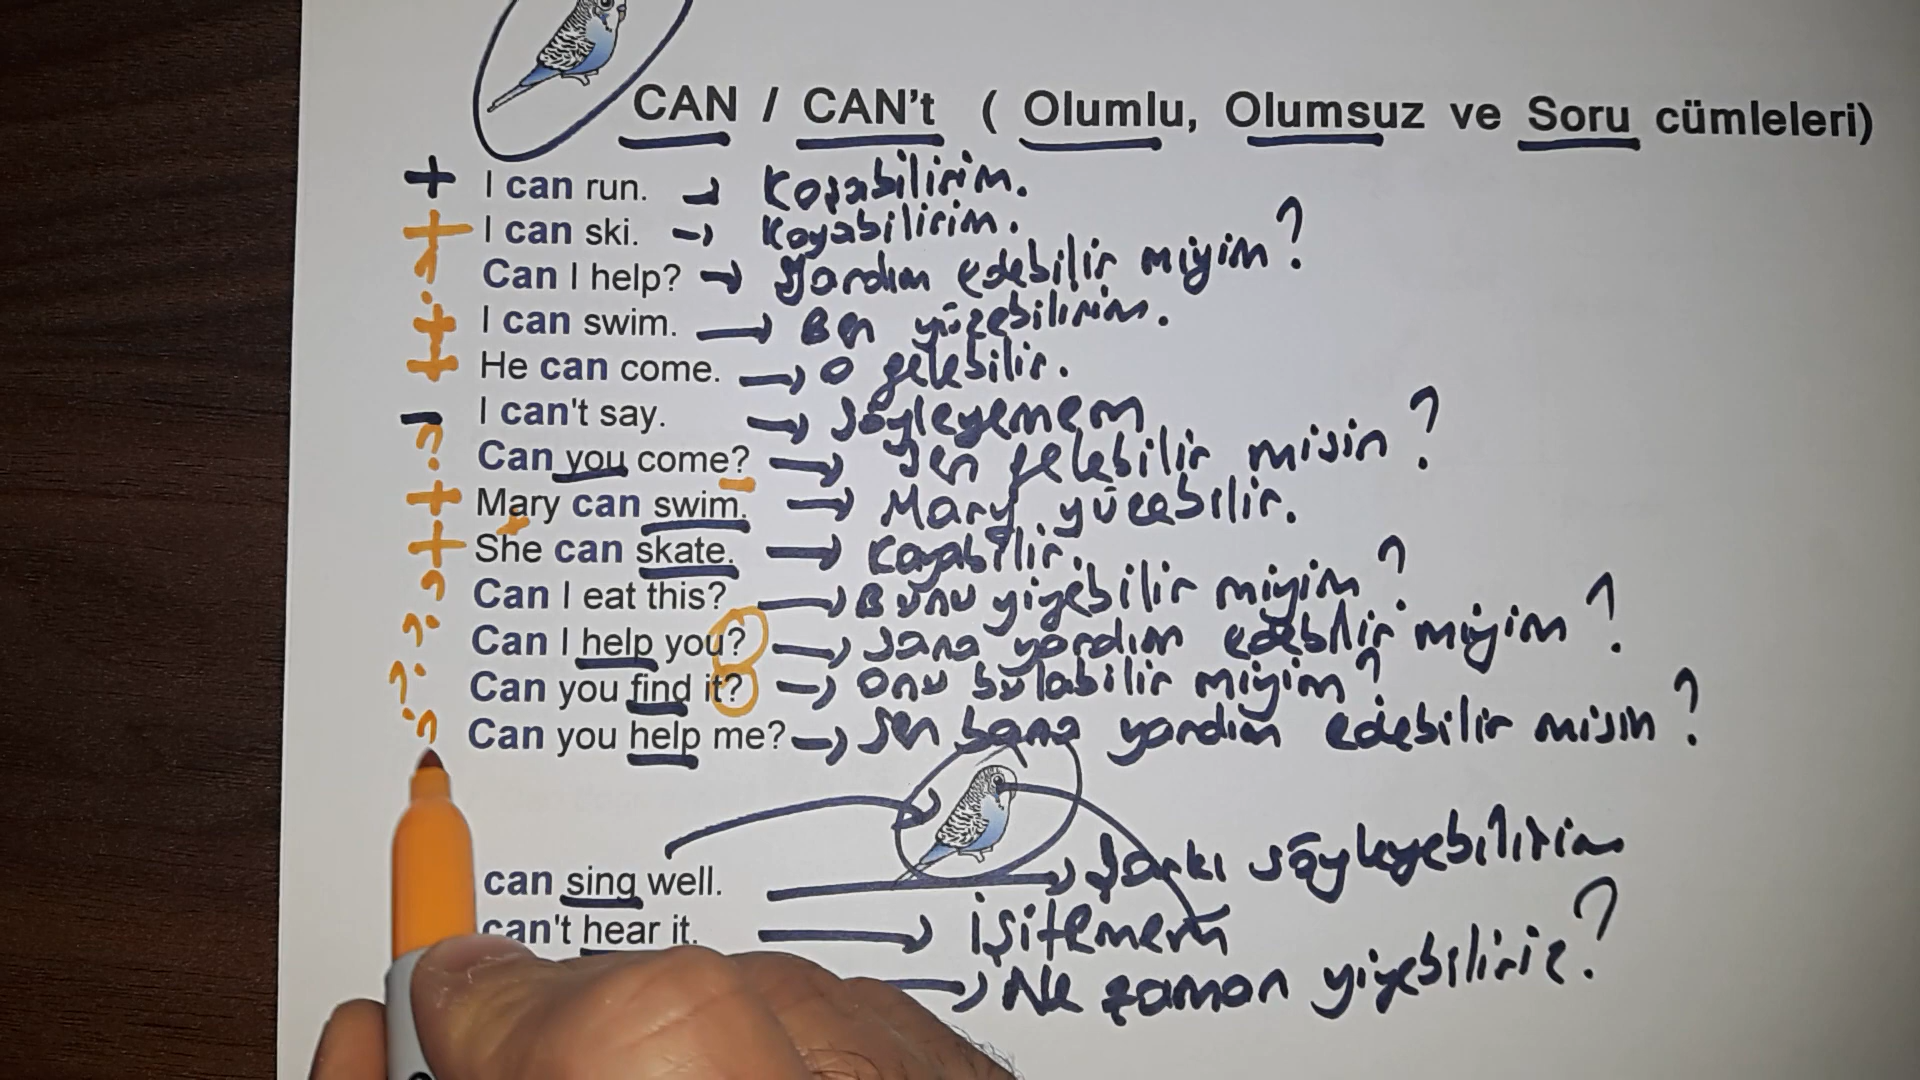 CAN / CAN't ( Olumlu, Olumsuz ve Soru cümleleri)
+ I can run. → Koşabilirim.
+ I can ski. → Kayabilirim.
? Can I help? → Yardım edebilir miyim?
+ I can swim. → Ben yüzebilirim.
+ He can come. → O gelebilir.
- I can't say. → Söyleyemem
? Can you come? → Sen gelebilir misin?
+ Mary can swim. → Mary yüzebilir.
+ She can skate. → Kayabilir.
? Can I eat this? → Bunu yiyebilir miyim?
? Can I help you? → Sana yardım edebilir miyim?
? Can you find it? → Onu bulabilir miyim?
? Can you help me? → Sen bana yardım edebilir misin?
can sing well. → Şarkı söyleyebilirim
can't hear it. → İşitemem
→ Ne zaman yiyebiliriz?